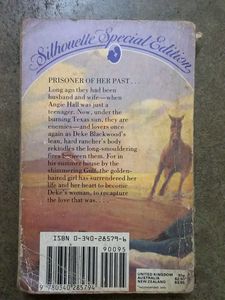 Silhouette Special Edition
PRISONER OF HER PAST . . .
Long ago they had been
husband and wife—when
Angie Hall was just a
teenager. Now, under the
burning Texas sun, they are
enemies—and lovers once
again as Deke Blackwood's
lean, hard rancher's body
rekindles the long-smouldering
fires between them. For in
his summer house by the
shimmering Gulf, the golden-
haired girl has surrendered her
life and her heart to become
Deke's woman, to recapture
the love that was . . .
ISBN 0-340-28579-6
90095
9 780340 285794
UNITED KINGDOM
AUSTRALIA
NEW ZEALAND